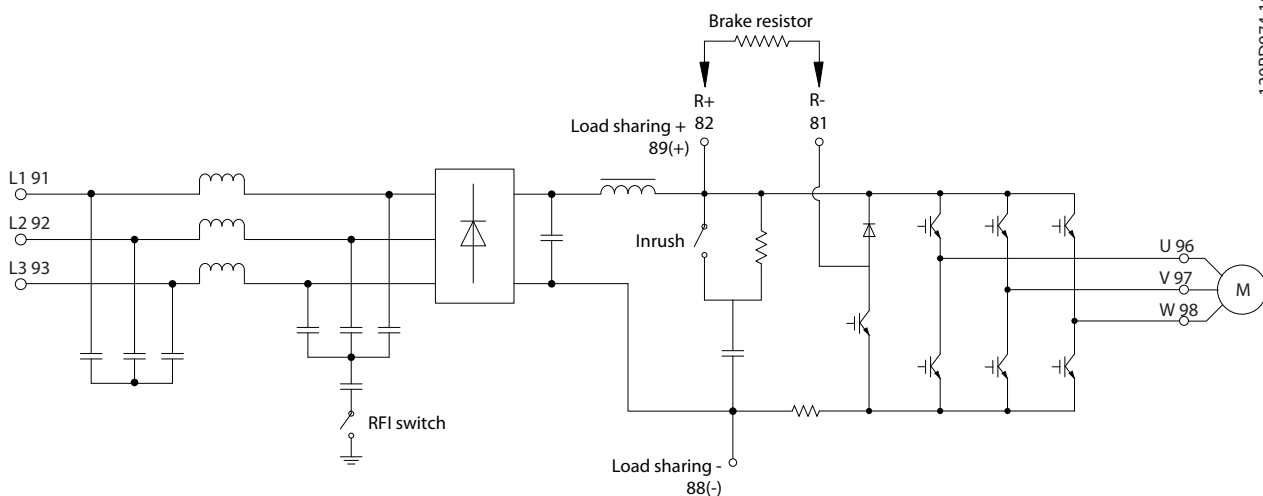 Brake resistor
R+
82
R-
81
Load sharing +
89(+)
L1 91
L2 92
L3 93
Inrush
U 96
V 97
W 98
M
RFI switch
Load sharing -
88(-)